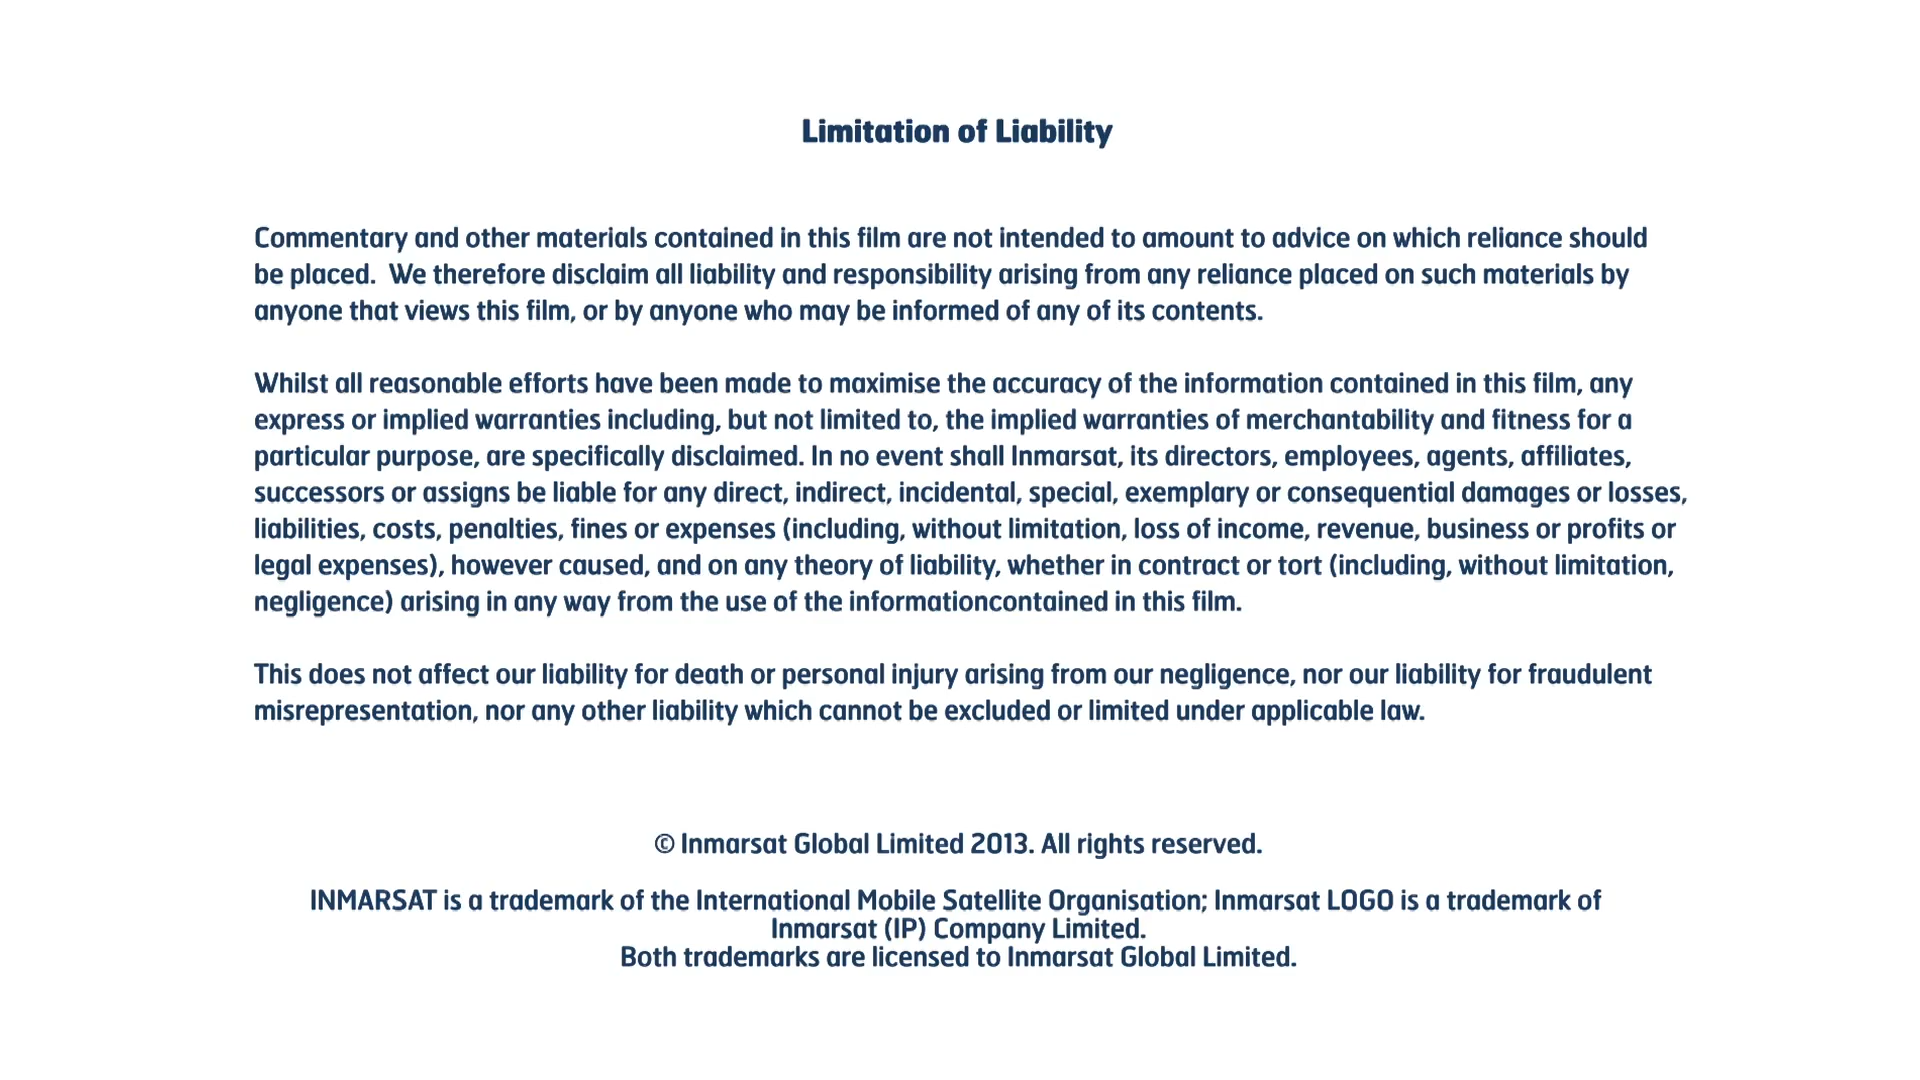 Limitation of Liability
Commentary and other materials contained in this film are not intended to amount to advice on which reliance should
be placed.  We therefore disclaim all liability and responsibility arising from any reliance placed on such materials by
anyone that views this film, or by anyone who may be informed of any of its contents.
Whilst all reasonable efforts have been made to maximise the accuracy of the information contained in this film, any
express or implied warranties including, but not limited to, the implied warranties of merchantability and fitness for a
particular purpose, are specifically disclaimed. In no event shall Inmarsat, its directors, employees, agents, affiliates,
successors or assigns be liable for any direct, indirect, incidental, special, exemplary or consequential damages or losses,
liabilities, costs, penalties, fines or expenses (including, without limitation, loss of income, revenue, business or profits or
legal expenses), however caused, and on any theory of liability, whether in contract or tort (including, without limitation,
negligence) arising in any way from the use of the informationcontained in this film.
This does not affect our liability for death or personal injury arising from our negligence, nor our liability for fraudulent
misrepresentation, nor any other liability which cannot be excluded or limited under applicable law.
© Inmarsat Global Limited 2013. All rights reserved.
INMARSAT is a trademark of the International Mobile Satellite Organisation; Inmarsat LOGO is a trademark of
Inmarsat (IP) Company Limited.
Both trademarks are licensed to Inmarsat Global Limited.